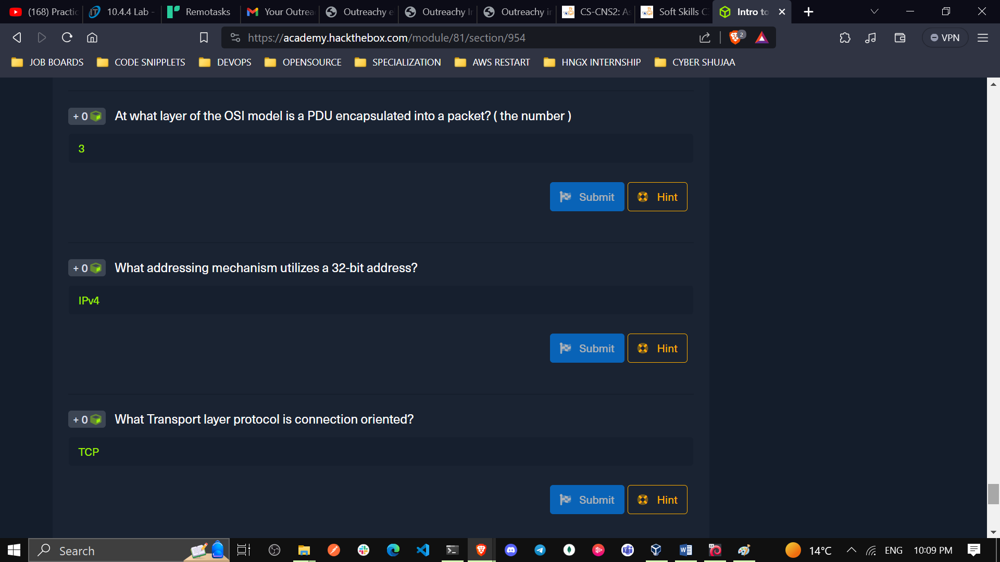 (168) Practic
10.4.4 Lab -
Remotasks
Your Outrea
Outreachy e
Outreachy I
Outreachy i
CS-CNS2: As
Soft Skills C
Intro to
https://academy.hackthebox.com/module/81/section/954
2
VPN
JOB BOARDS
CODE SNIPPLETS
DEVOPS
OPENSOURCE
SPECIALIZATION
AWS RESTART
HNGX INTERNSHIP
CYBER SHUJAA
+ 0 At what layer of the OSI model is a PDU encapsulated into a packet? ( the number )
3
Submit
Hint
+ 0 What addressing mechanism utilizes a 32-bit address?
IPv4
Submit
Hint
+ 0 What Transport layer protocol is connection oriented?
TCP
Submit
Hint
Search
14°C
ENG
10:09 PM